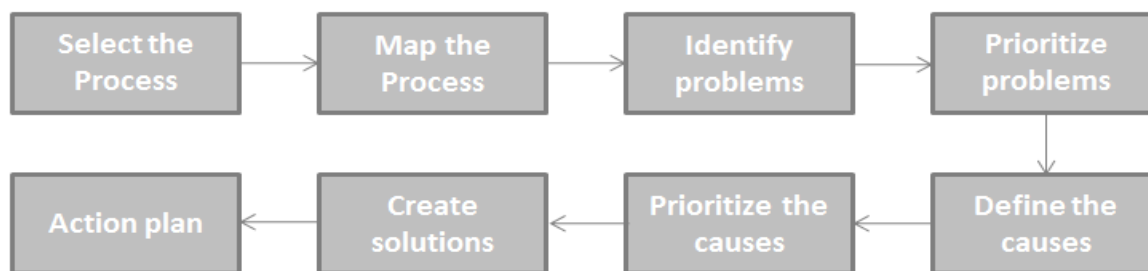 Select the
Process
Map the
Process
Identify
problems
Prioritize
problems
Define the
causes
Prioritize the
causes
Create
solutions
Action plan